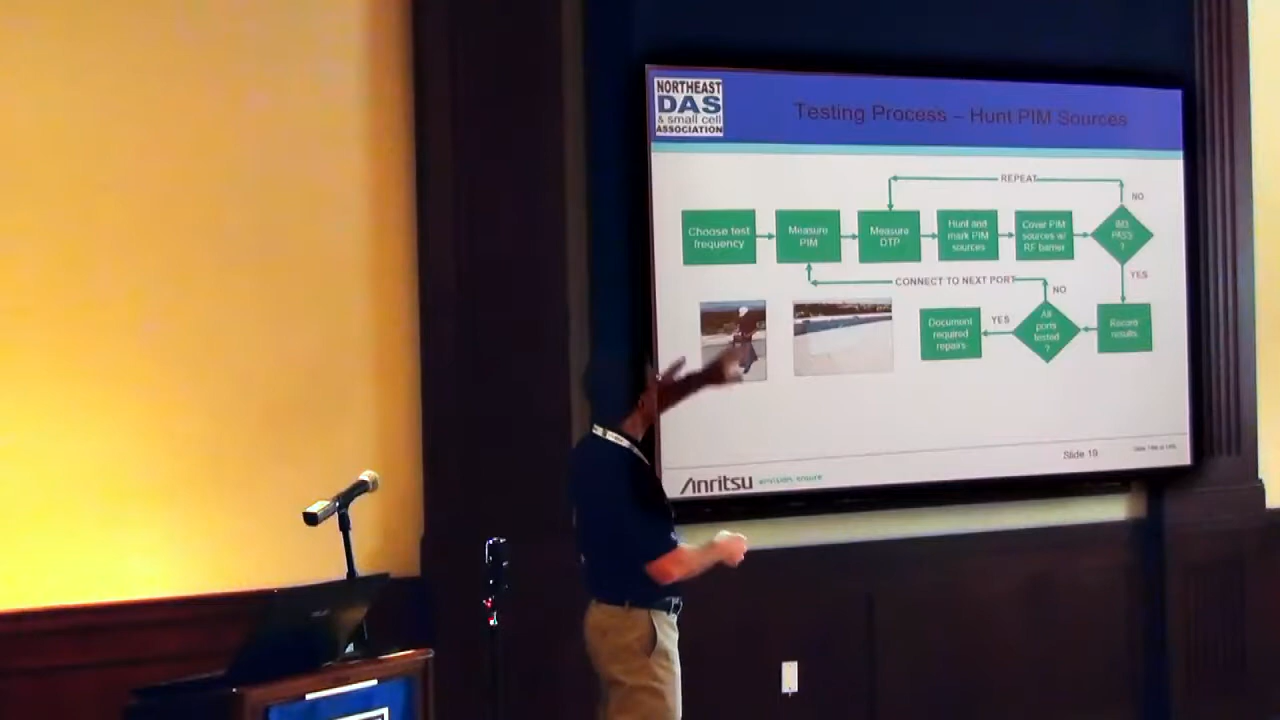 NORTHEAST
DAS
& small cell
ASSOCIATION
Testing Process – Hunt PIM Sources
REPEAT
NO
Choose test
frequency
Measure
PIM
Measure
DTP
Hunt and
mark PIM
sources
Cover PIM
sources w/
RF barrier
IM3
PASS
?
YES
CONNECT TO NEXT PORT
NO
Document
required
repairs
YES
All
ports
tested
?
Record
results
Slide 19
Anritsu envision: ensure